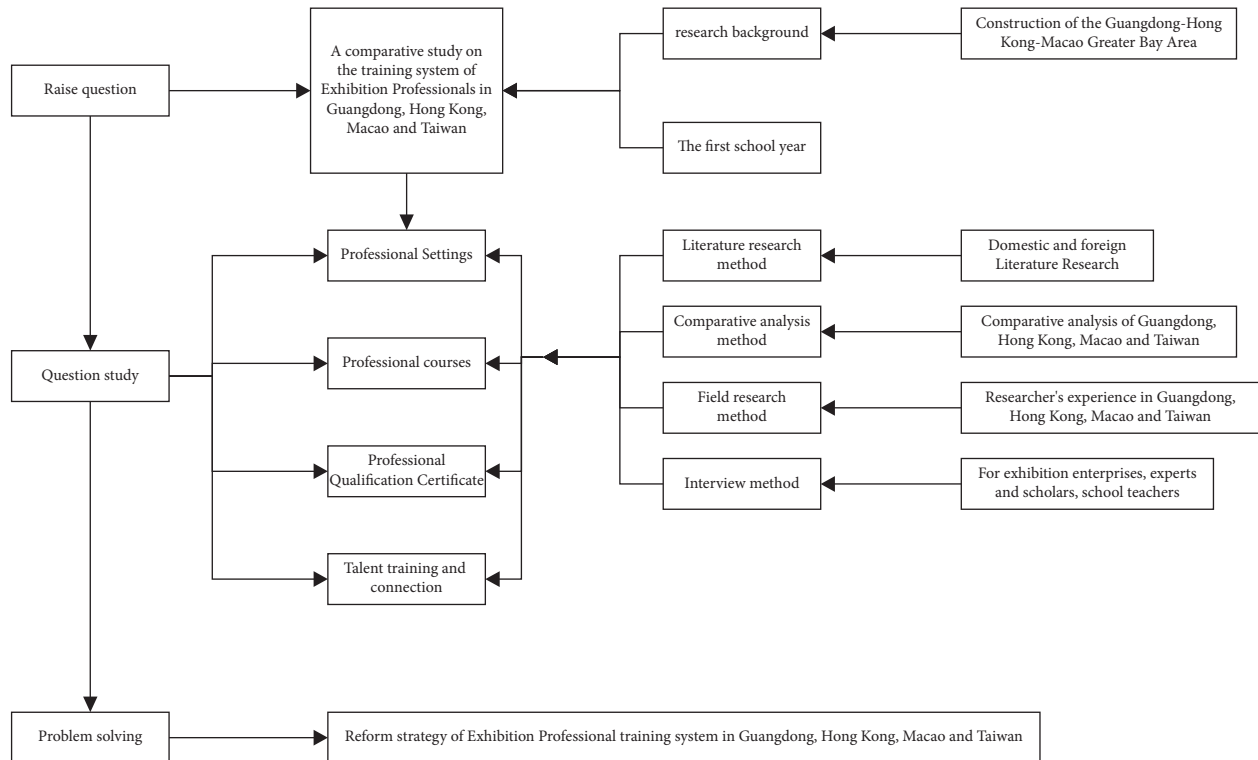 Raise question
A comparative study on
the training system of
Exhibition Professionals in
Guangdong, Hong Kong,
Macao and Taiwan
research background
Construction of the Guangdong-Hong
Kong-Macao Greater Bay Area
The first school year
Question study
Professional Settings
Professional courses
Professional
Qualification Certificate
Talent training and
connection
Literature research
method
Domestic and foreign
Literature Research
Comparative analysis
method
Comparative analysis of Guangdong,
Hong Kong, Macao and Taiwan
Field research
method
Researcher's experience in Guangdong,
Hong Kong, Macao and Taiwan
Interview method
For exhibition enterprises, experts
and scholars, school teachers
Problem solving
Reform strategy of Exhibition Professional training system in Guangdong, Hong Kong, Macao and Taiwan